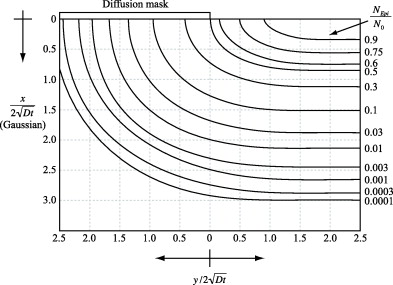 Diffusion mask
N_Epi
N_0
0
0.5
1.0
1.5
2.0
2.5
3.0
x
2√Dt
(Gaussian)
0.9
0.75
0.6
0.5
0.3
0.1
0.03
0.01
0.003
0.001
0.0003
0.0001
2.5 2.0 1.5 1.0 0.5 0 0.5 1.0 1.5 2.0 2.5
y/2√Dt